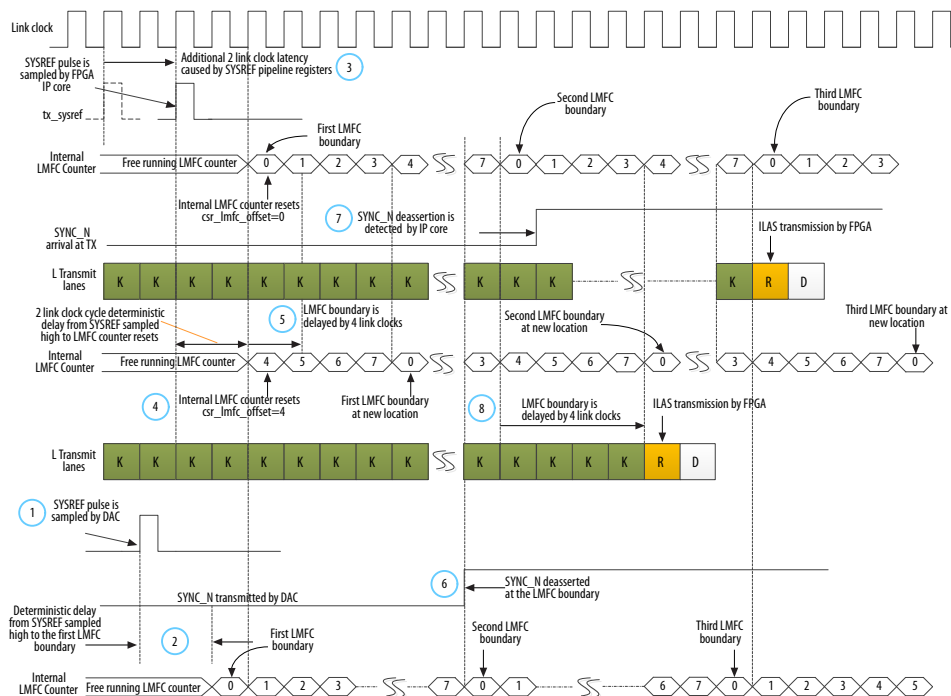 Link clock
SYSREF pulse is
sampled by FPGA
IP core
Additional 2 link clock latency
caused by SYSREF pipeline registers
3
tx_sysref
First LMFC
boundary
Second LMFC
boundary
Third LMFC
boundary
Internal
LMFC Counter
Free running LMFC counter
0 1 2 3 4 7 0 1 2 3 4 7 0 1 2 3
Internal LMFC counter resets
csr_lmfc_offset=0
7
SYNC_N deassertion is
detected by IP core
SYNC_N
arrival at TX
ILAS transmission by FPGA
L Transmit
lanes
K K K K K K K K K K K K K R D
2 link clock cycle deterministic
delay from SYSREF sampled
high to LMFC counter resets
5
LMFC boundary is
delayed by 4 link clocks
Second LMFC boundary
at new location
Third LMFC boundary at
new location
Internal
LMFC Counter
Free running LMFC counter
4 5 6 7 0 3 4 5 6 7 0 3 4 5 6 7 0
4
Internal LMFC counter resets
csr_lmfc_offset=4
First LMFC boundary
at new location
8
LMFC boundary is
delayed by 4 link clocks
ILAS transmission by FPGA
L Transmit
lanes
K K K K K K K K K K K K K K R D
1
SYSREF pulse is
sampled by DAC
6
SYNC_N deasserted
at the LMFC boundary
SYNC_N transmitted by DAC
Deterministic delay
from SYSREF sampled
high to the first LMFC
boundary
2
First LMFC
boundary
Second LMFC
boundary
Third LMFC
boundary
Internal
LMFC Counter
Free running LMFC counter
0 1 2 3 7 0 1 6 7 0 1 2 3 4 5